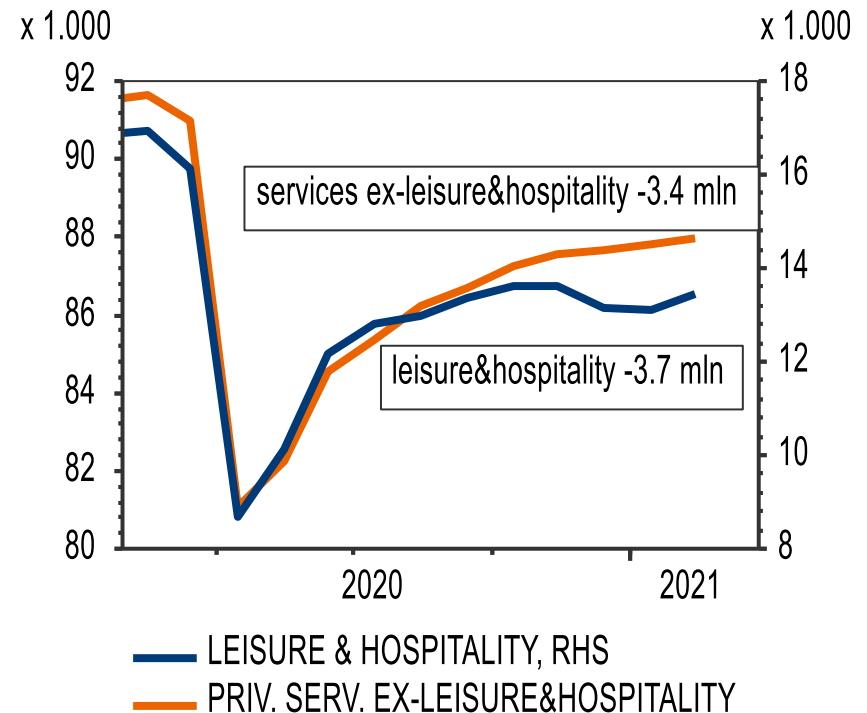 x 1.000
x 1.000
92
90
88
86
84
82
80
18
16
14
12
10
8
services ex-leisure&hospitality -3.4 mln
leisure&hospitality -3.7 mln
2020
2021
LEISURE & HOSPITALITY, RHS
PRIV. SERV. EX-LEISURE&HOSPITALITY